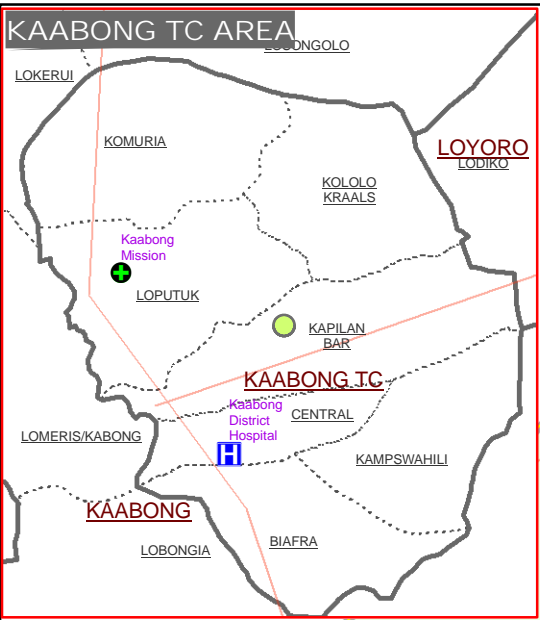 KAABONG TC AREA
LOKERUI
KOMURIA
LOYORO
LODIKO
KOLOLO
KRAALS
Kaabong
Mission
LOPUTUK
KAPILAN
BAR
KAABONG TC
Kaabong
District
Hospital
CENTRAL
LOMERIS/KABONG
KAMPSWAHILI
H
KAABONG
BIAFRA
LOBONGIA